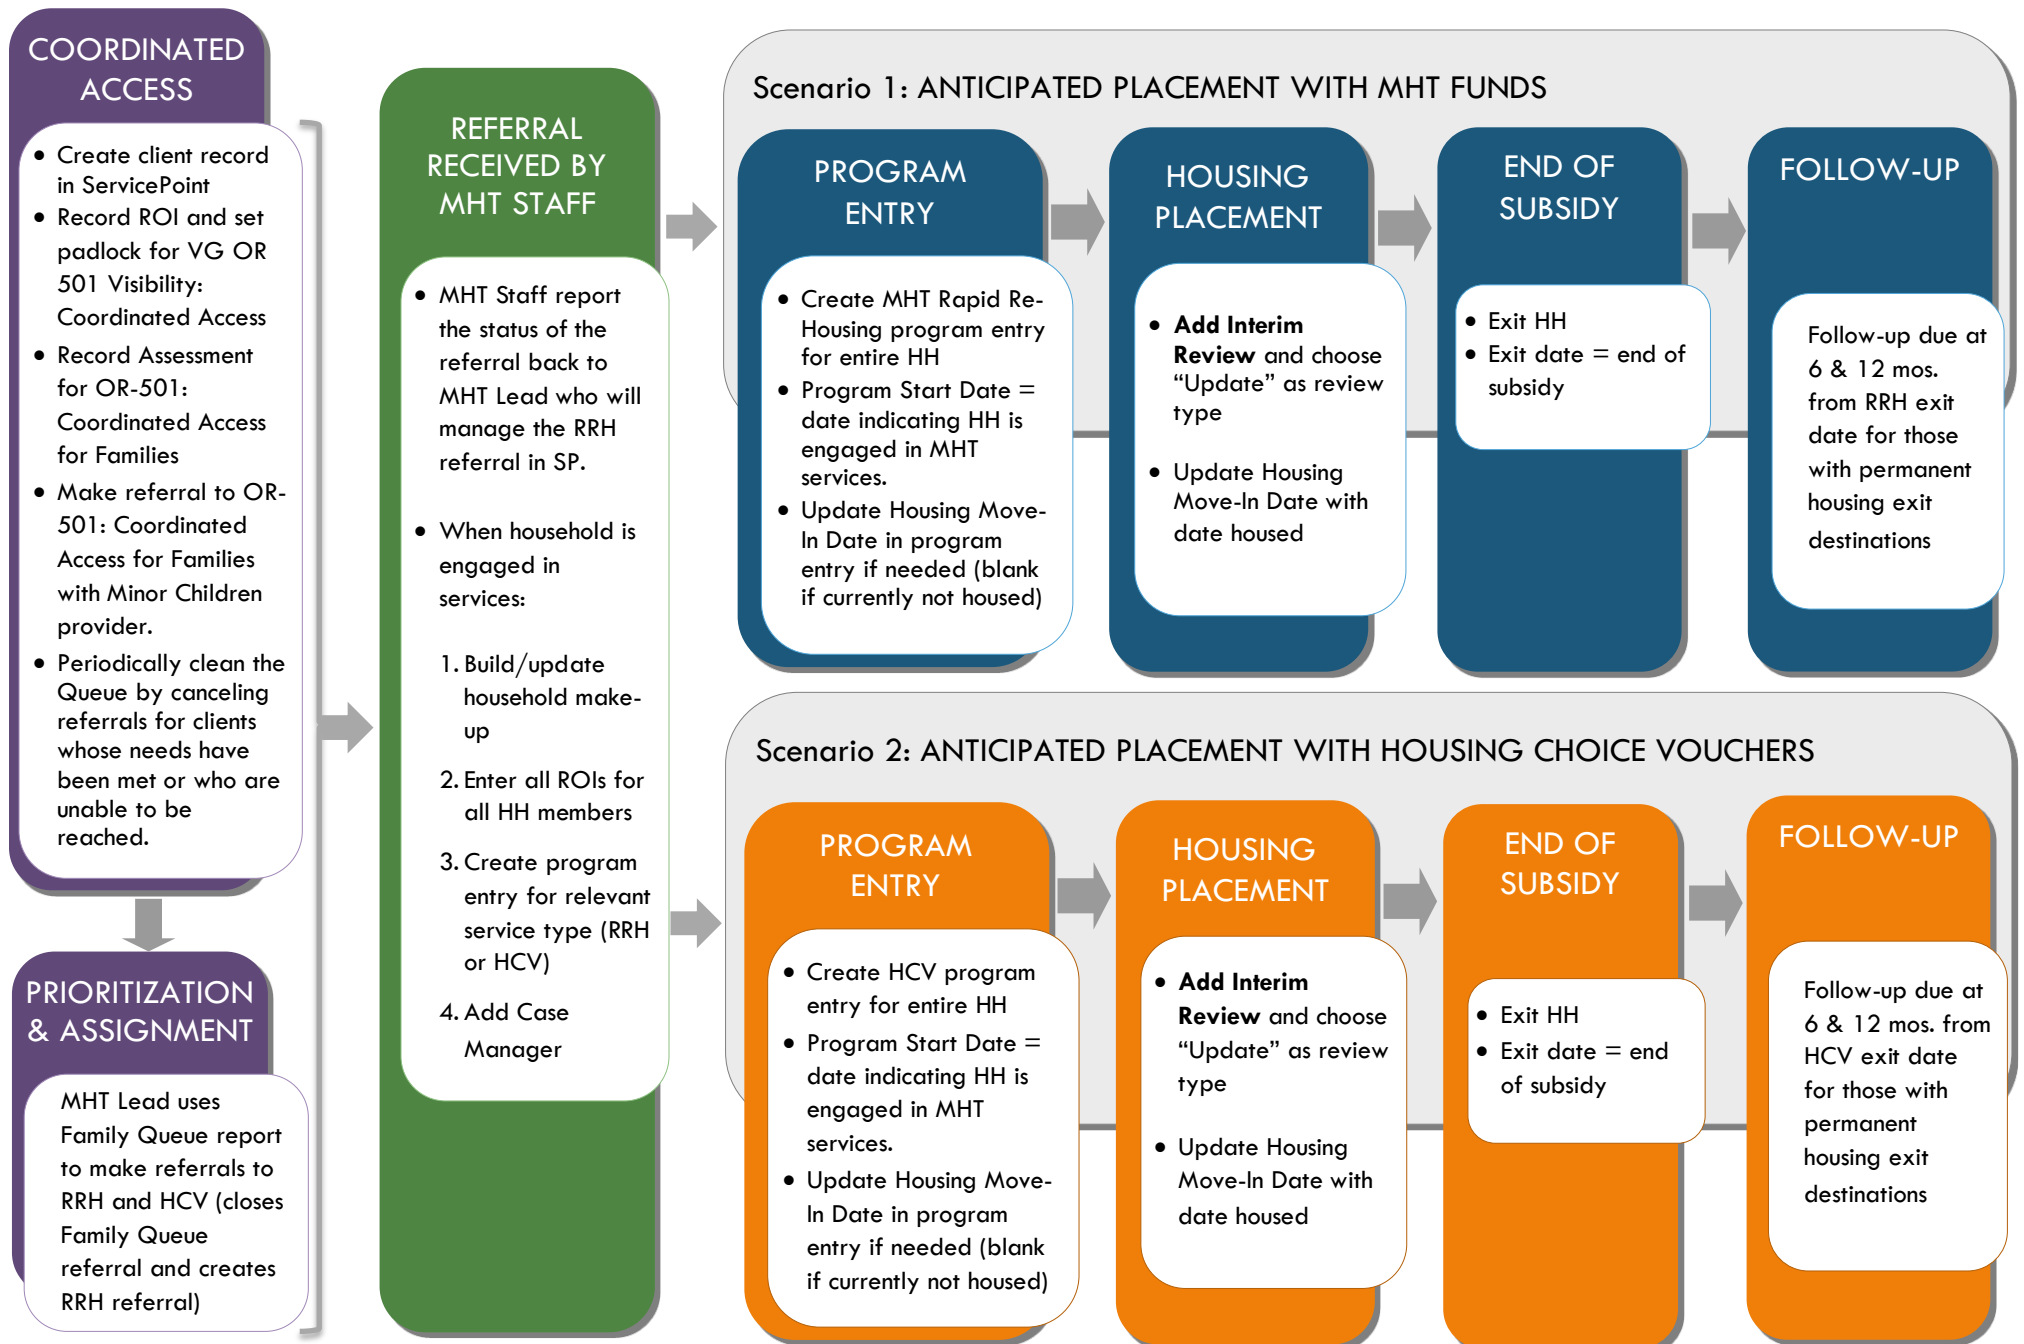 COORDINATED
ACCESS
• Create client record
in ServicePoint
• Record ROI and set
padlock for VG OR
501 Visibility:
Coordinated Access
• Record Assessment
for OR-501:
Coordinated Access
for Families
• Make referral to OR-
501: Coordinated
Access for Families
with Minor Children
provider.
• Periodically clean the
Queue by canceling
referrals for clients
whose needs have
been met or who are
unable to be
reached.
PRIORITIZATION
& ASSIGNMENT
MHT Lead uses
Family Queue report
to make referrals to
RRH and HCV (closes
Family Queue
referral and creates
RRH referral)
REFERRAL
RECEIVED BY
MHT STAFF
• MHT Staff report
the status of the
referral back to
MHT Lead who will
manage the RRH
referral in SP.
• When household is
engaged in
services:
1. Build/update
household make-
up
2. Enter all ROIs for
all HH members
3. Create program
entry for relevant
service type (RRH
or HCV)
4. Add Case
Manager
Scenario 1: ANTICIPATED PLACEMENT WITH MHT FUNDS
PROGRAM
ENTRY
• Create MHT Rapid Re-
Housing program entry
for entire HH
• Program Start Date =
date indicating HH is
engaged in MHT
services.
• Update Housing Move-
In Date in program
entry if needed (blank
if currently not housed)
HOUSING
PLACEMENT
• Add Interim
Review and choose
“Update” as review
type
• Update Housing
Move-In Date with
date housed
END OF
SUBSIDY
• Exit HH
• Exit date = end of
subsidy
FOLLOW-UP
Follow-up due at
6 & 12 mos.
from RRH exit
date for those
with permanent
housing exit
destinations
Scenario 2: ANTICIPATED PLACEMENT WITH HOUSING CHOICE VOUCHERS
PROGRAM
ENTRY
• Create HCV program
entry for entire HH
• Program Start Date =
date indicating HH is
engaged in MHT
services.
• Update Housing Move-
In Date in program
entry if needed (blank
if currently not housed)
HOUSING
PLACEMENT
• Add Interim
Review and choose
“Update” as review
type
• Update Housing
Move-In Date with
date housed
END OF
SUBSIDY
• Exit HH
• Exit date = end
of subsidy
FOLLOW-UP
Follow-up due at
6 & 12 mos. from
HCV exit date
for those with
permanent
housing exit
destinations